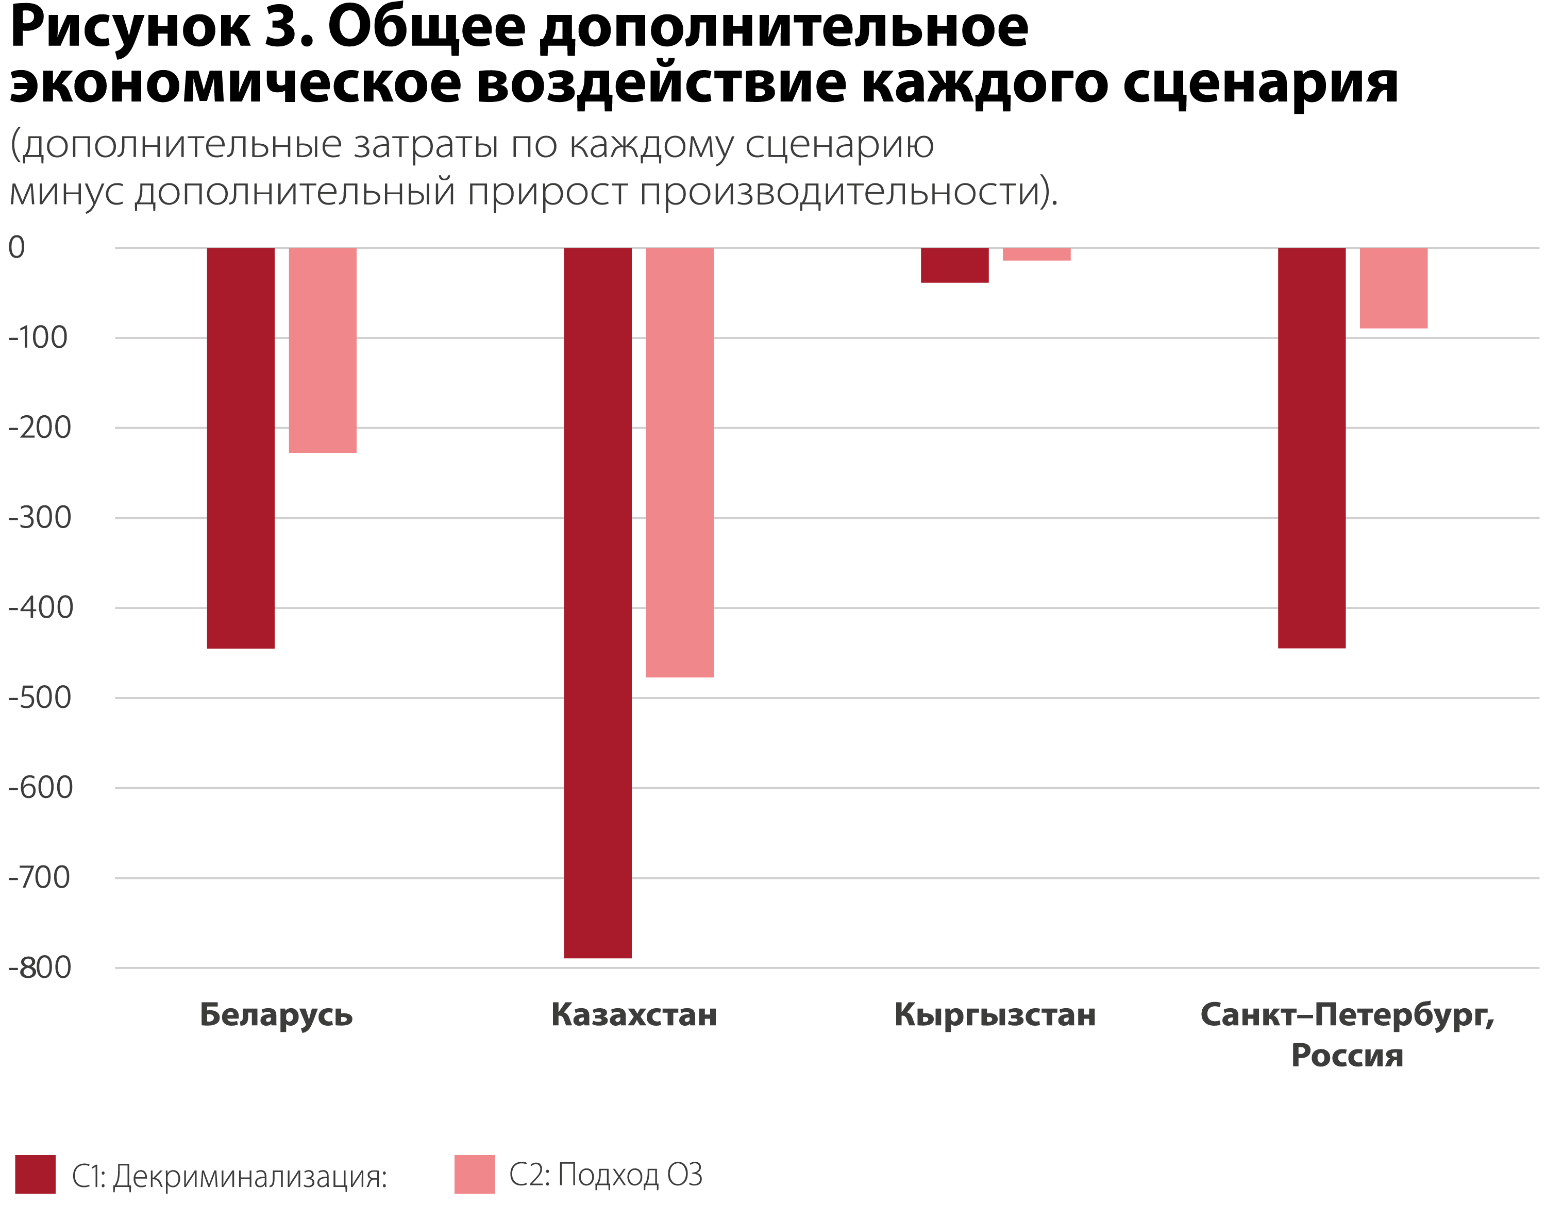 Рисунок 3. Общее дополнительное
экономическое воздействие каждого сценария
(дополнительные затраты по каждому сценарию
минус дополнительный прирост производительности).
0
-100
-200
-300
-400
-500
-600
-700
-800
Беларусь
Казахстан
Кыргызстан
Санкт–Петербург,
Россия
С1: Декриминализация:
С2: Подход ОЗ